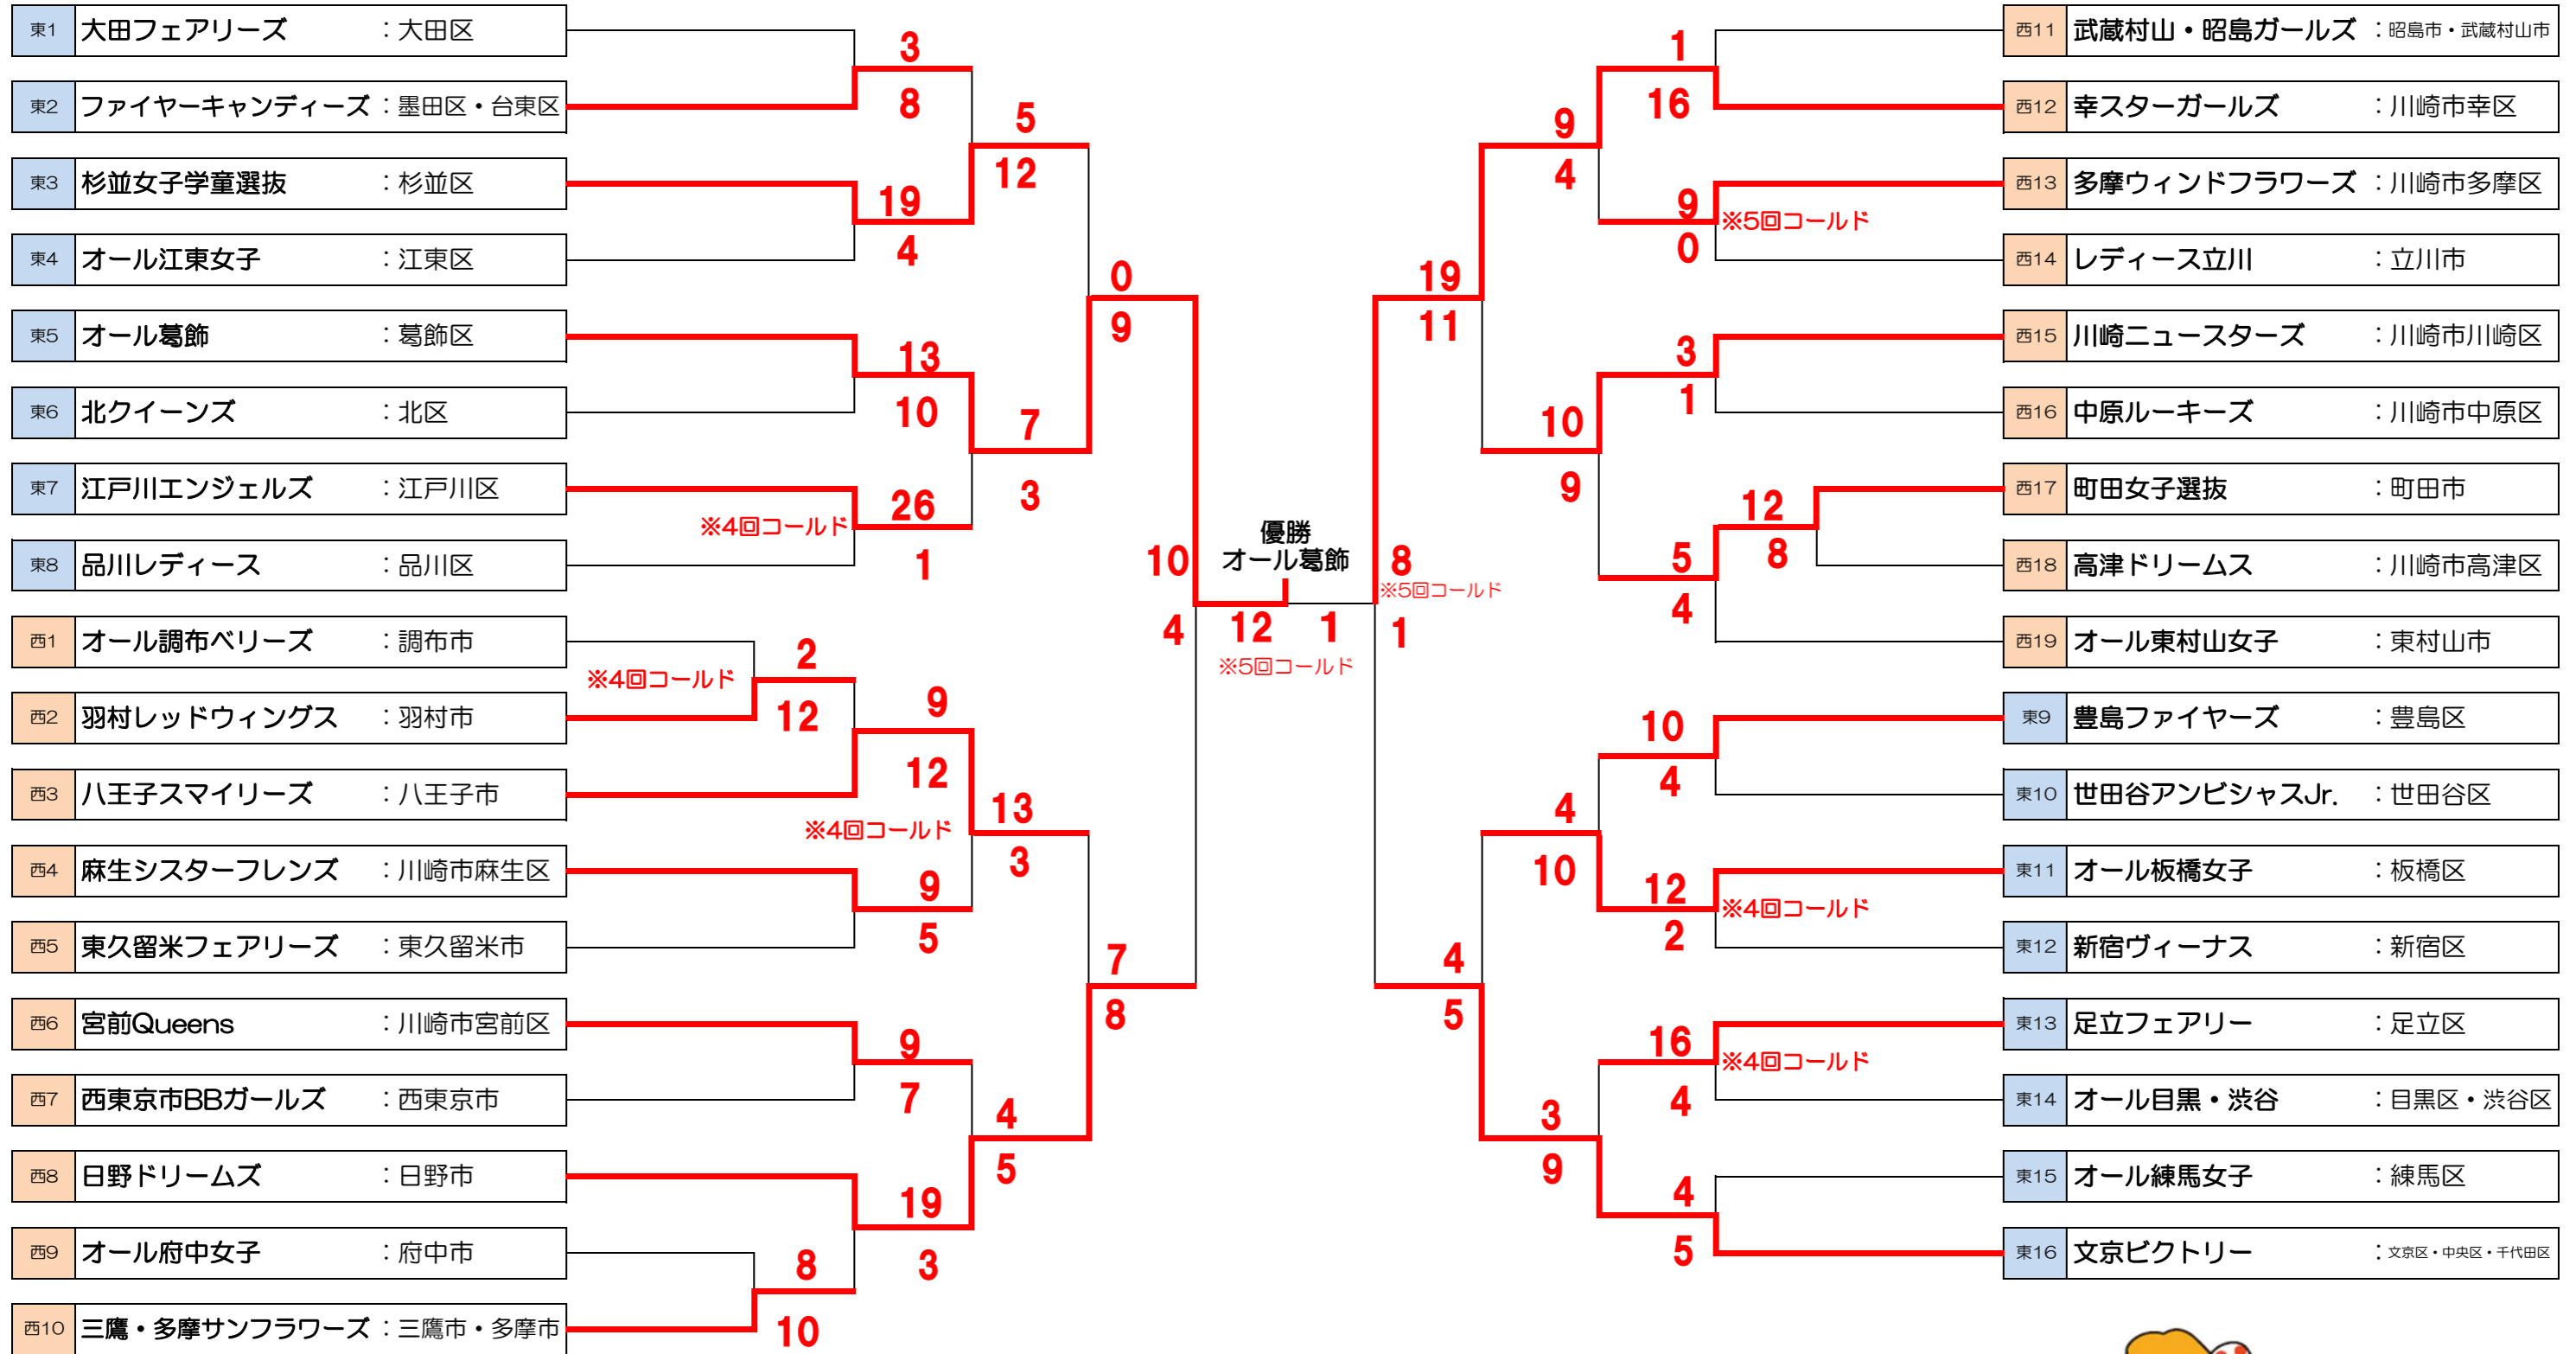 東1 大田フェアリーズ ：大田区
3
東2 ファイヤーキャンディーズ ：墨田区・台東区
8
5
12
東3 杉並女子学童選抜 ：杉並区
19
東4 オール江東女子 ：江東区
4
0
9
東5 オール葛飾 ：葛飾区
13
東6 北クイーンズ ：北区
10
7
3
東7 江戸川エンジェルズ ：江戸川区
26
※4回コールド
東8 品川レディース ：品川区
1
10
4
西1 オール調布ベリーズ ：調布市
2
※4回コールド
西2 羽村レッドウィングス ：羽村市
12
9
12
西3 八王子スマイリーズ ：八王子市
※4回コールド
13
3
西4 麻生シスターフレンズ ：川崎市麻生区
9
西5 東久留米フェアリーズ ：東久留米市
5
7
8
西6 宮前Queens ：川崎市宮前区
9
西7 西東京市BBガールズ ：西東京市
7
4
5
西8 日野ドリームズ ：日野市
19
3
西9 オール府中女子 ：府中市
8
西10 三鷹・多摩サンフラワーズ ：三鷹市・多摩市
10
優勝
オール葛飾
12 1
※5回コールド
西11 武蔵村山・昭島ガールズ ：昭島市・武蔵村山市
1
西12 幸スターガールズ ：川崎市幸区
16
9
4
西13 多摩ウィンドフラワーズ ：川崎市多摩区
9
※5回コールド
西14 レディース立川 ：立川市
0
19
11
西15 川崎ニュースターズ ：川崎市川崎区
3
西16 中原ルーキーズ ：川崎市中原区
1
10
9
西17 町田女子選抜 ：町田市
12
西18 高津ドリームス ：川崎市高津区
8
5
4
西19 オール東村山女子 ：東村山市
8
※5回コールド
1
東9 豊島ファイヤーズ ：豊島区
10
東10 世田谷アンビシャスJr. ：世田谷区
4
4
10
東11 オール板橋女子 ：板橋区
12
※4回コールド
東12 新宿ヴィーナス ：新宿区
2
4
5
東13 足立フェアリー ：足立区
16
※4回コールド
東14 オール目黒・渋谷 ：目黒区・渋谷区
4
3
9
東15 オール練馬女子 ：練馬区
4
東16 文京ビクトリー ：文京区・中央区・千代田区
5